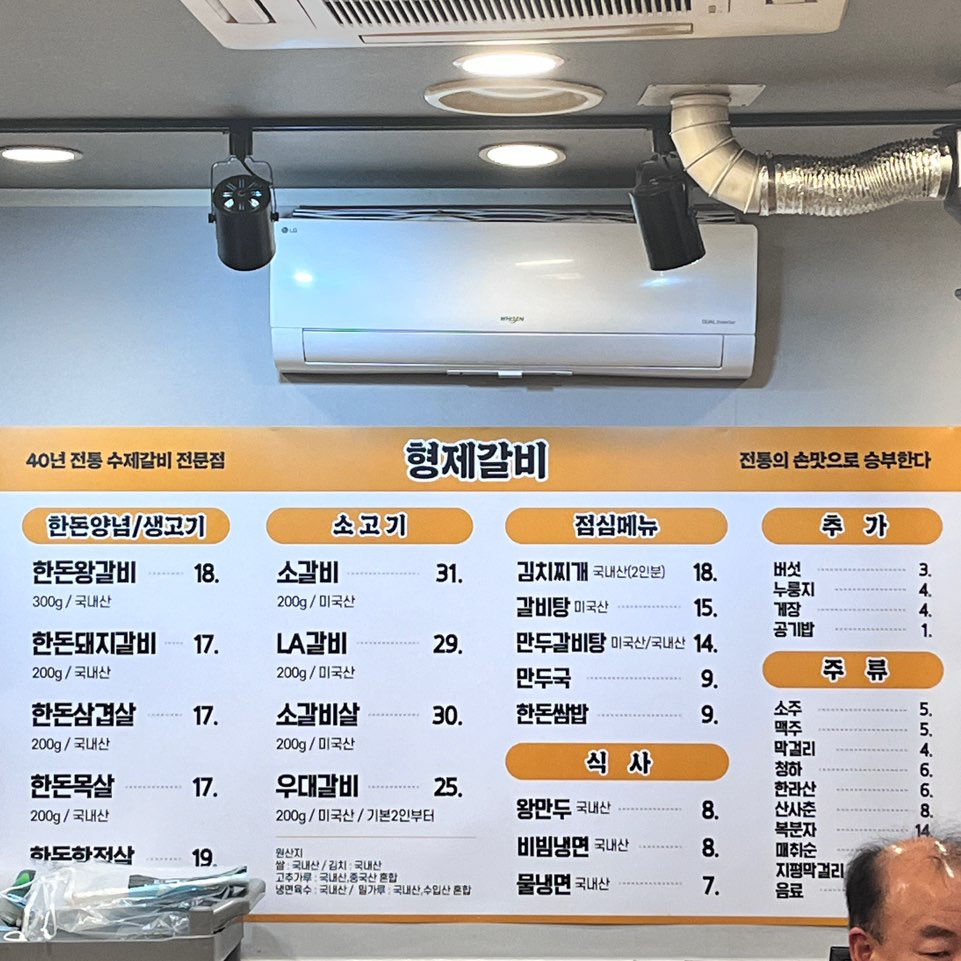 LG
WHISEN
DUAL Inverter
40년 전통 수제갈비 전문점
형제갈비
전통의 손맛으로 승부한다
한돈양념/생고기
한돈왕갈비 18.
300g / 국내산
한돈돼지갈비 17.
200g / 국내산
한돈삼겹살 17.
200g / 국내산
한돈목살 17.
200g / 국내산
한돈항정살 19.
소고기
소갈비 31.
200g / 미국산
LA갈비 29.
200g / 미국산
소갈비살 30.
200g / 미국산
우대갈비 25.
200g / 미국산 / 기본2인부터
원산지
쌀 : 국내산 / 김치 : 국내산
고추가루 : 국내산,중국산 혼합
냉면육수 : 국내산 / 밀가루 : 국내산,수입산 혼합
점심메뉴
김치찌개 국내산(2인분) 18.
갈비탕 미국산 15.
만두갈비탕 미국산/국내산 14.
만두국 9.
한돈쌈밥 9.
식 사
왕만두 국내산 8.
비빔냉면 국내산 8.
물냉면 국내산 7.
추 가
버섯 3.
누룽지 4.
게장 4.
공기밥 1.
주 류
소주 5.
맥주 5.
막걸리 4.
청하 6.
한라산 6.
산사춘 8.
복분자 14
매취순
지평막걸리
음료